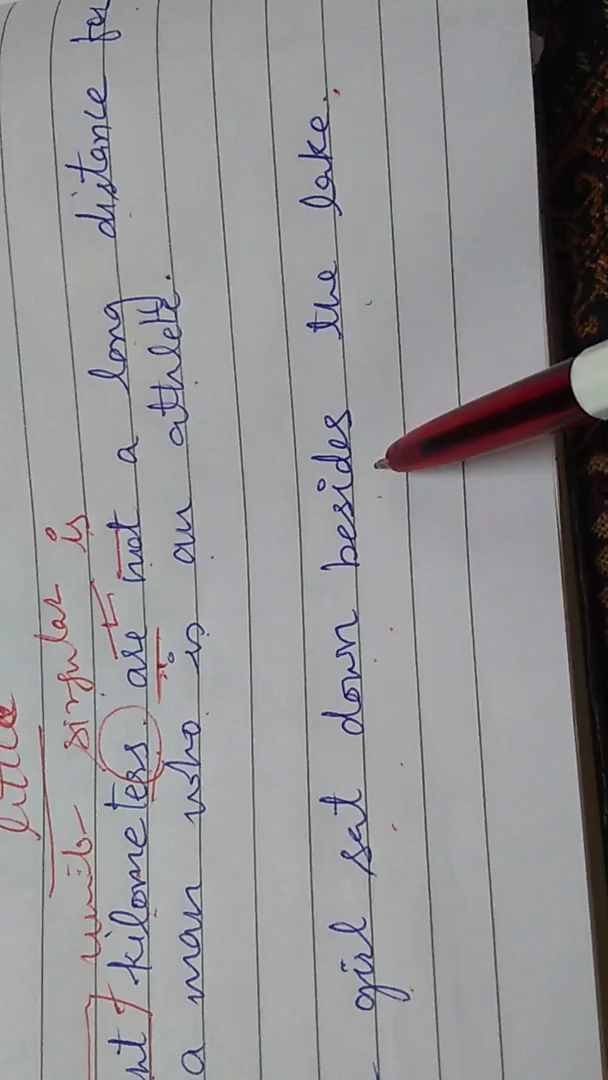 little
unit - singular is
kilometers are not a long distance for
a man who is an athlete.
girl sat down besides the lake.